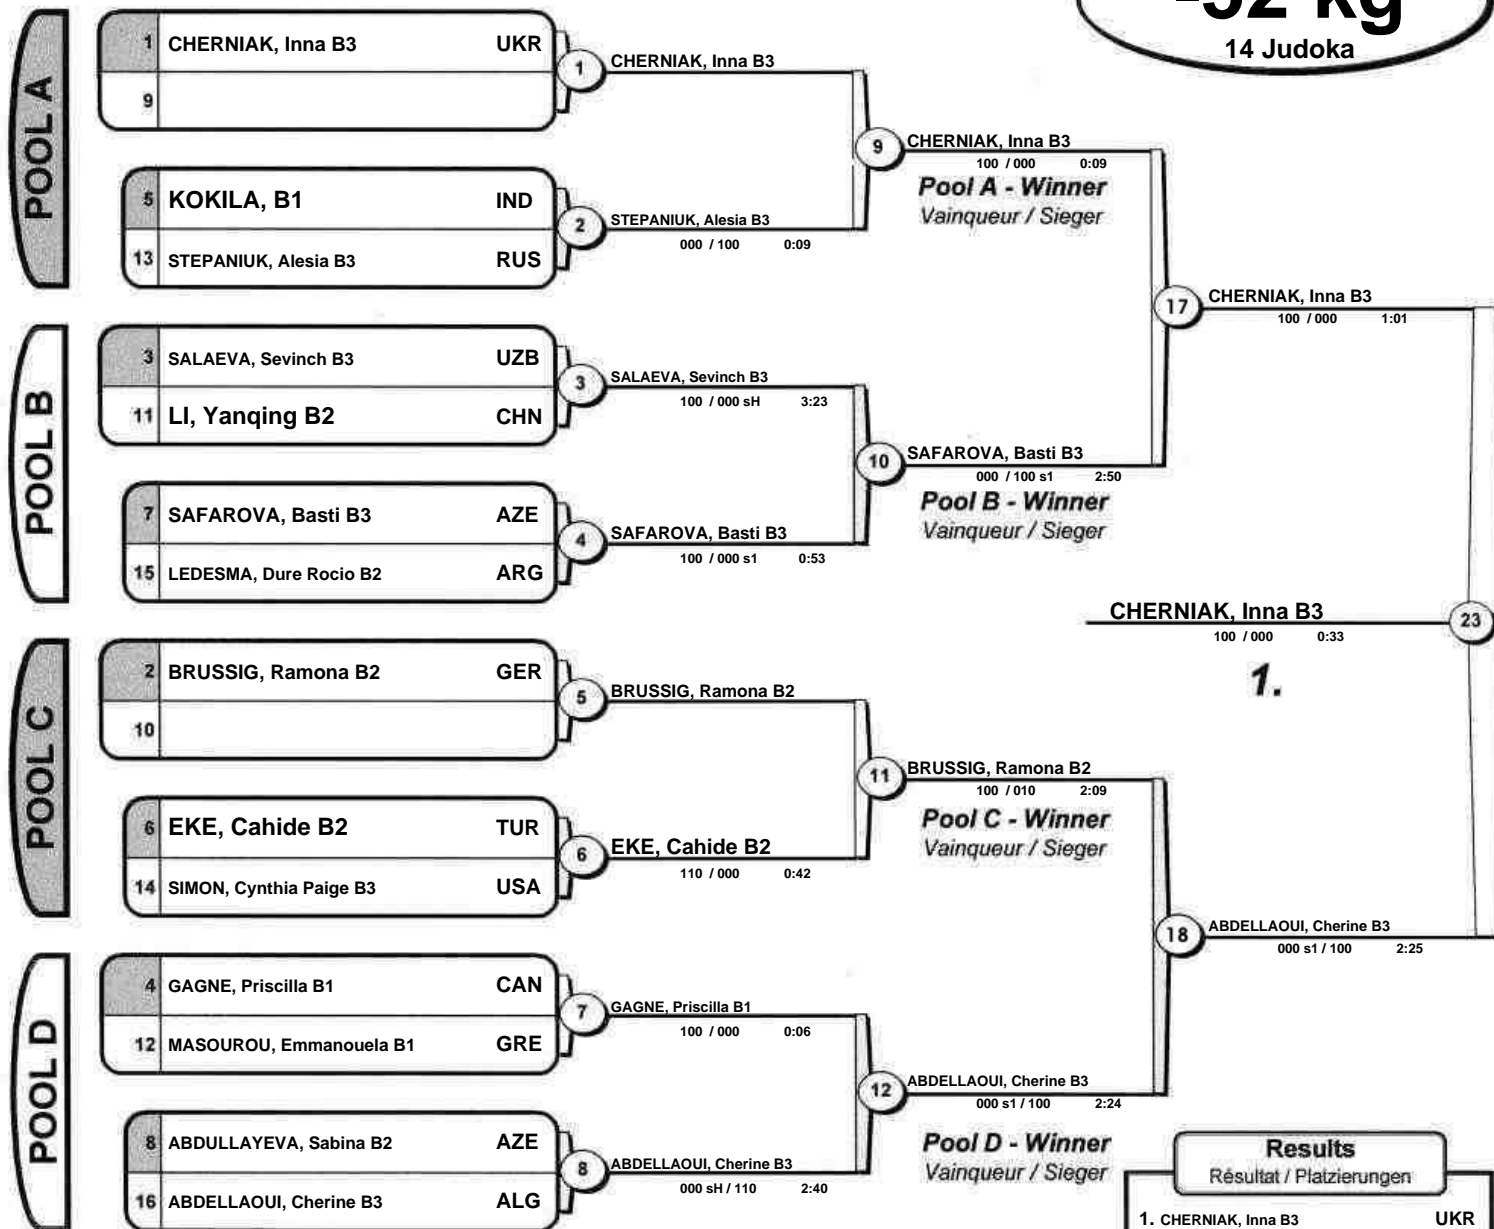 -52 kg
14 Judoka
POOL A
1 CHERNIAK, Inna B3 UKR
9
1 CHERNIAK, Inna B3
5 KOKILA, B1 IND
13 STEPANIUK, Alesia B3 RUS
2 STEPANIUK, Alesia B3
000 / 100 0:09
9 CHERNIAK, Inna B3
100 / 000 0:09
Pool A - Winner
Vainqueur / Sieger
POOL B
3 SALAEVA, Sevinch B3 UZB
11 LI, Yanqing B2 CHN
3 SALAEVA, Sevinch B3
100 / 000 sH 3:23
7 SAFAROVA, Basti B3 AZE
15 LEDESMA, Dure Rocio B2 ARG
4 SAFAROVA, Basti B3
100 / 000 s1 0:53
10 SAFAROVA, Basti B3
000 / 100 s1 2:50
Pool B - Winner
Vainqueur / Sieger
17 CHERNIAK, Inna B3
100 / 000 1:01
CHERNIAK, Inna B3 23
100 / 000 0:33
1.
POOL C
2 BRUSSIG, Ramona B2 GER
10
5 BRUSSIG, Ramona B2
6 EKE, Cahide B2 TUR
14 SIMON, Cynthia Paige B3 USA
6 EKE, Cahide B2
110 / 000 0:42
11 BRUSSIG, Ramona B2
100 / 010 2:09
Pool C - Winner
Vainqueur / Sieger
POOL D
4 GAGNE, Priscilla B1 CAN
12 MASOUROU, Emmanouela B1 GRE
7 GAGNE, Priscilla B1
100 / 000 0:06
8 ABDULLAYEVA, Sabina B2 AZE
16 ABDELLAOUI, Cherine B3 ALG
8 ABDELLAOUI, Cherine B3
000 sH / 110 2:40
12 ABDELLAOUI, Cherine B3
000 s1 / 100 2:24
Pool D - Winner
Vainqueur / Sieger
18 ABDELLAOUI, Cherine B3
000 s1 / 100 2:25
Results
Résultat / Platzierungen
1. CHERNIAK, Inna B3 UKR